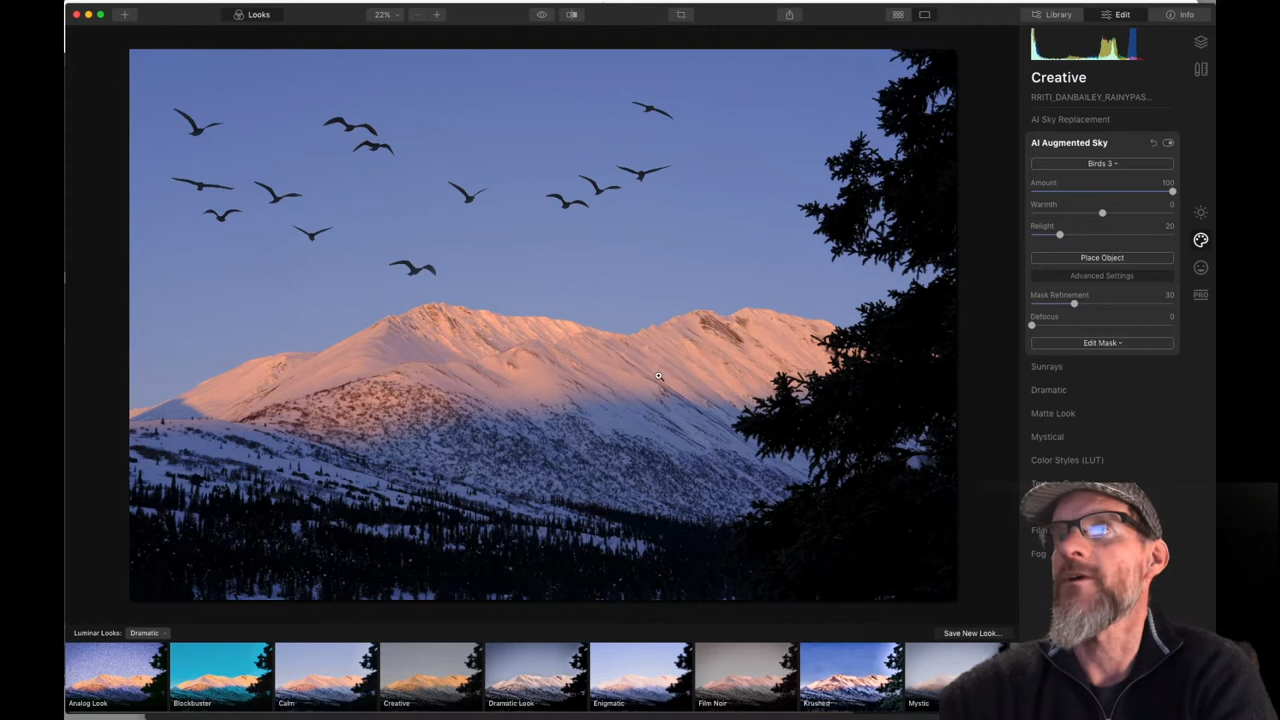 Looks
22%
Library
Edit
Info
Creative
RRITI_DANBAILEY_RAINYPAS...
AI Sky Replacement
AI Augmented Sky
Birds 3
Amount 100
Warmth 0
Relight 20
Place Object
Advanced Settings
Mask Refinement 30
Defocus 0
Edit Mask
PRO
Sunrays
Dramatic
Matte Look
Mystical
Color Styles (LUT)
Fog
Luminar Looks: Dramatic
Save New Look...
Analog Look
Blockbuster
Calm
Creative
Dramatic Look
Enigmatic
Film Noir
Krushed
Mystic